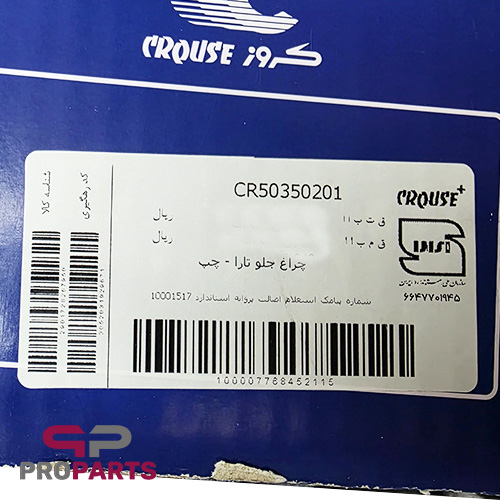 CROUSE کروز
CR50350201
CROUSE+
ق ت ب ۱۱ ریال
ق م ب ۱۱ ریال
چراغ جلو تارا - چپ
شماره پیامک استعلام اصالت پروانه استاندارد 10001517
۶۶۴۷۷۰۱۹۴۵
100007768452115
کد رهگیری
شناسه کالا
PROPARTS